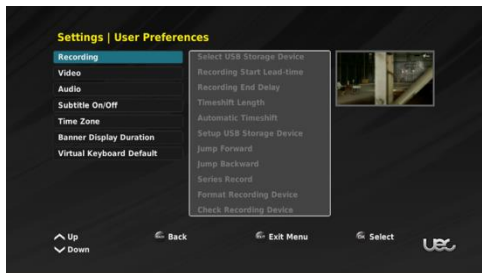 Settings | User Preferences
Recording
Video
Audio
Subtitle On/Off
Time Zone
Banner Display Duration
Virtual Keyboard Default
Select USB Storage Device
Recording Start Lead-time
Recording End Delay
Timeshift Length
Automatic Timeshift
Setup USB Storage Device
Jump Forward
Jump Backward
Series Record
Format Recording Device
Check Recording Device
Up
Down
Back
Exit Menu
Select
UEC